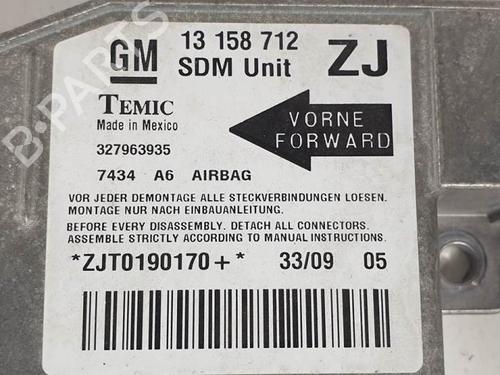 GM 13 158 712 ZJ
SDM Unit
TEMIC
Made in Mexico
VORNE
FORWARD
327963935
7434 A6 AIRBAG
VOR JEDER DEMONTAGE ALLE STECKVERBINDUNGEN LOESEN.
MONTAGE NUR NACH EINBAUANLEITUNG.
BEFORE EVERY DISASSEMBLY. DETACH ALL CONNECTORS.
ASSEMBLE STRICTLY ACCORDING TO MANUAL INSTRUCTIONS.
*ZJT0190170+* 33/09 05
B-PARTS